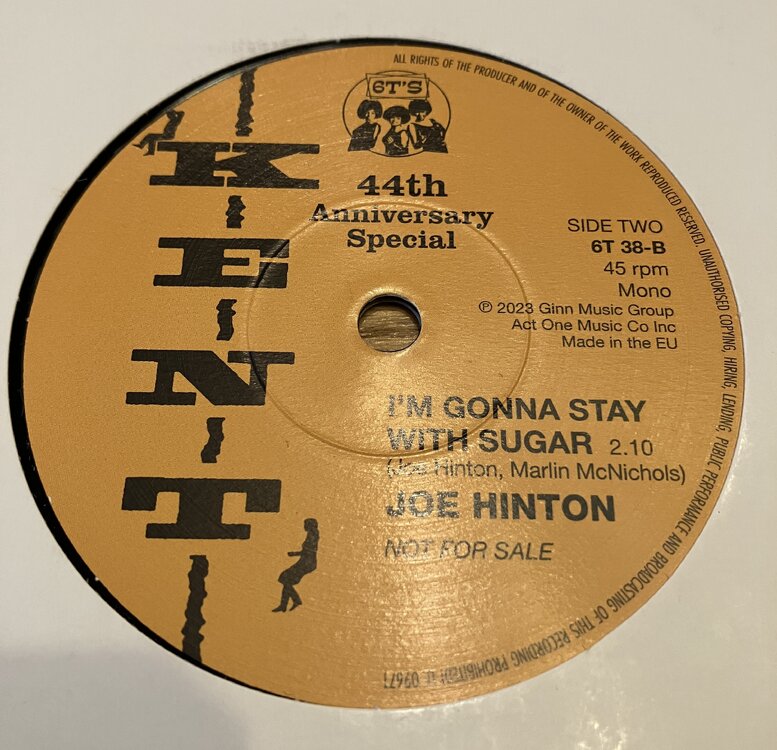 6T'S
44th
Anniversary
Special
KENT
SIDE TWO
6T 38-B
45 rpm
Mono
℗ 2023 Ginn Music Group
Act One Music Co Inc
Made in the EU
I'M GONNA STAY
WITH SUGAR 2.10
(Joe Hinton, Marlin McNichols)
JOE HINTON
NOT FOR SALE
ALL RIGHTS OF THE PRODUCER AND OF THE OWNER OF THE WORK REPRODUCED RESERVED. UNAUTHORISED COPYING, HIRING, LENDING, PUBLIC PERFORMANCE AND BROADCASTING OF THIS RECORDING PROHIBITED!